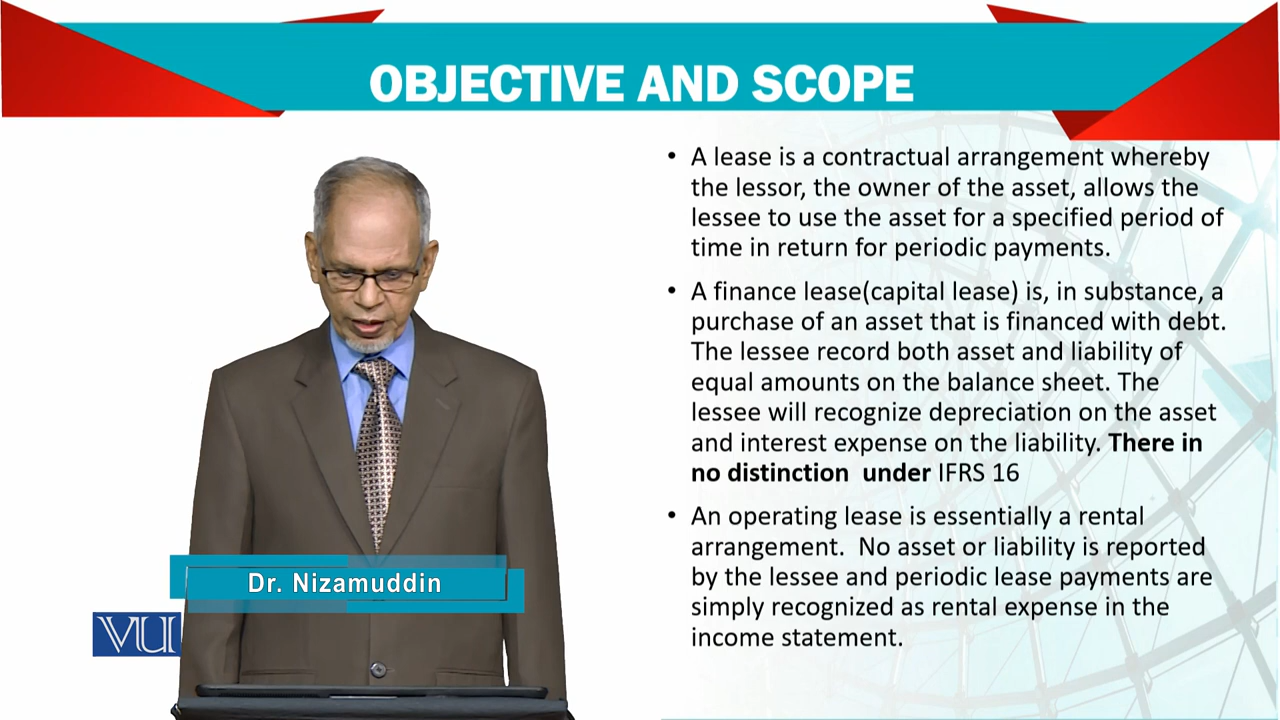 OBJECTIVE AND SCOPE
• A lease is a contractual arrangement whereby
the lessor, the owner of the asset, allows the
lessee to use the asset for a specified period of
time in return for periodic payments.
• A finance lease(capital lease) is, in substance, a
purchase of an asset that is financed with debt.
The lessee record both asset and liability of
equal amounts on the balance sheet. The
lessee will recognize depreciation on the asset
and interest expense on the liability. There in
no distinction under IFRS 16
• An operating lease is essentially a rental
arrangement. No asset or liability is reported
by the lessee and periodic lease payments are
simply recognized as rental expense in the
income statement.
Dr. Nizamuddin
VU